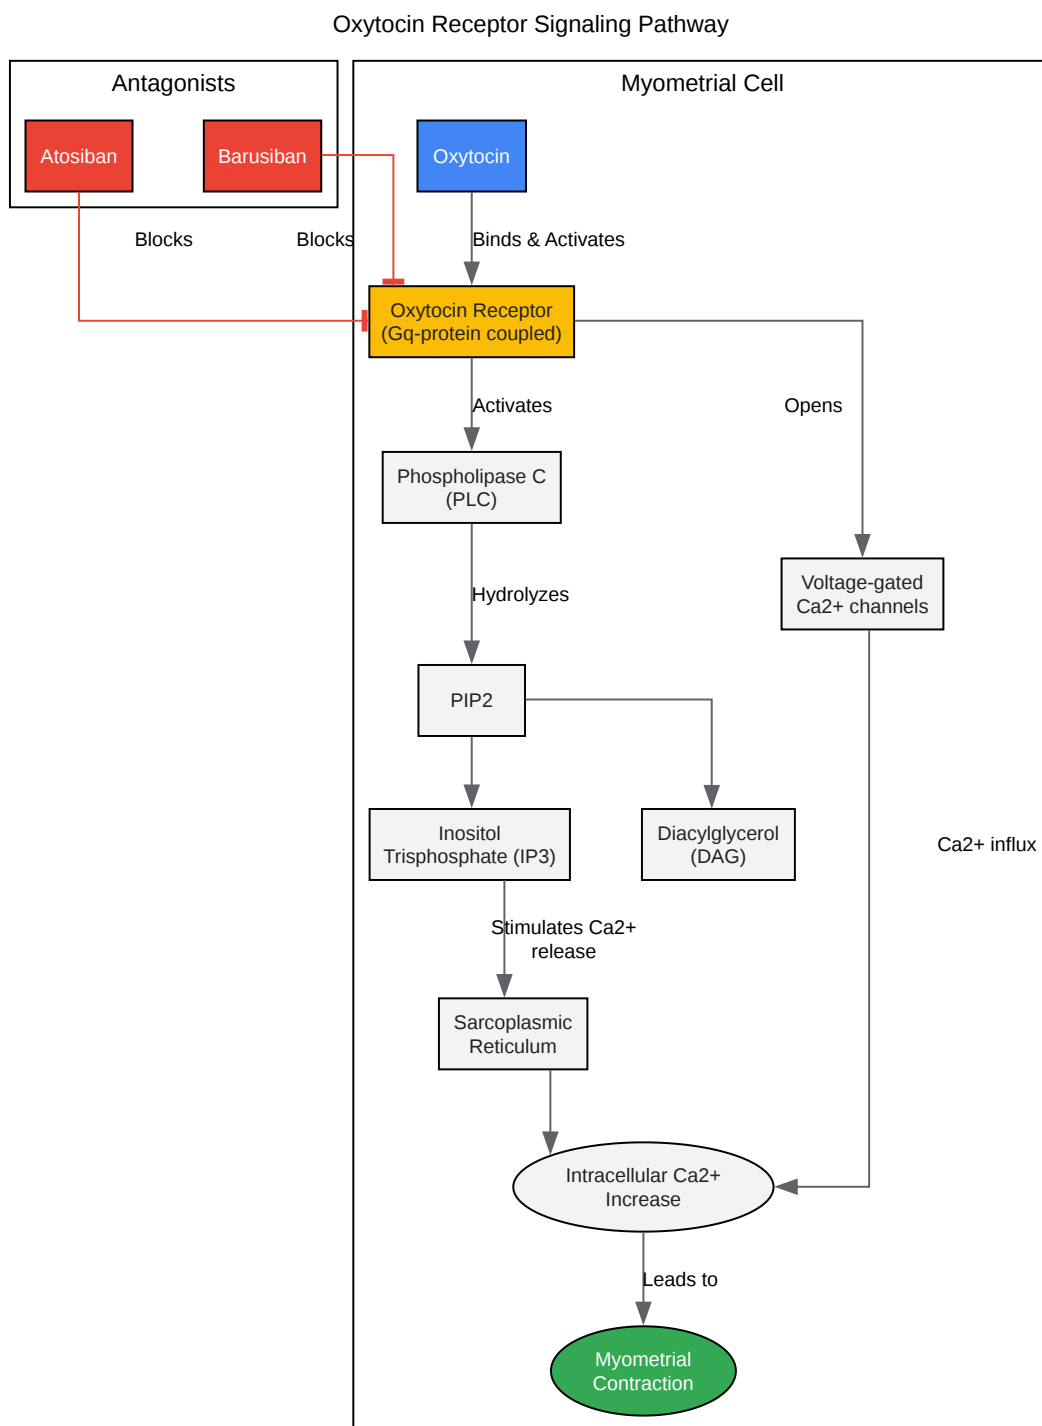 Oxytocin Receptor Signaling Pathway
Antagonists
Myometrial Cell
Atosiban
Barusiban
Oxytocin
Blocks
Blocks
Binds & Activates
Oxytocin Receptor
(Gq-protein coupled)
Activates
Opens
Phospholipase C
(PLC)
Hydrolyzes
Voltage-gated
Ca2+ channels
PIP2
Inositol
Trisphosphate (IP3)
Diacylglycerol
(DAG)
Ca2+ influx
Stimulates Ca2+
release
Sarcoplasmic
Reticulum
Intracellular Ca2+
Increase
Leads to
Myometrial
Contraction